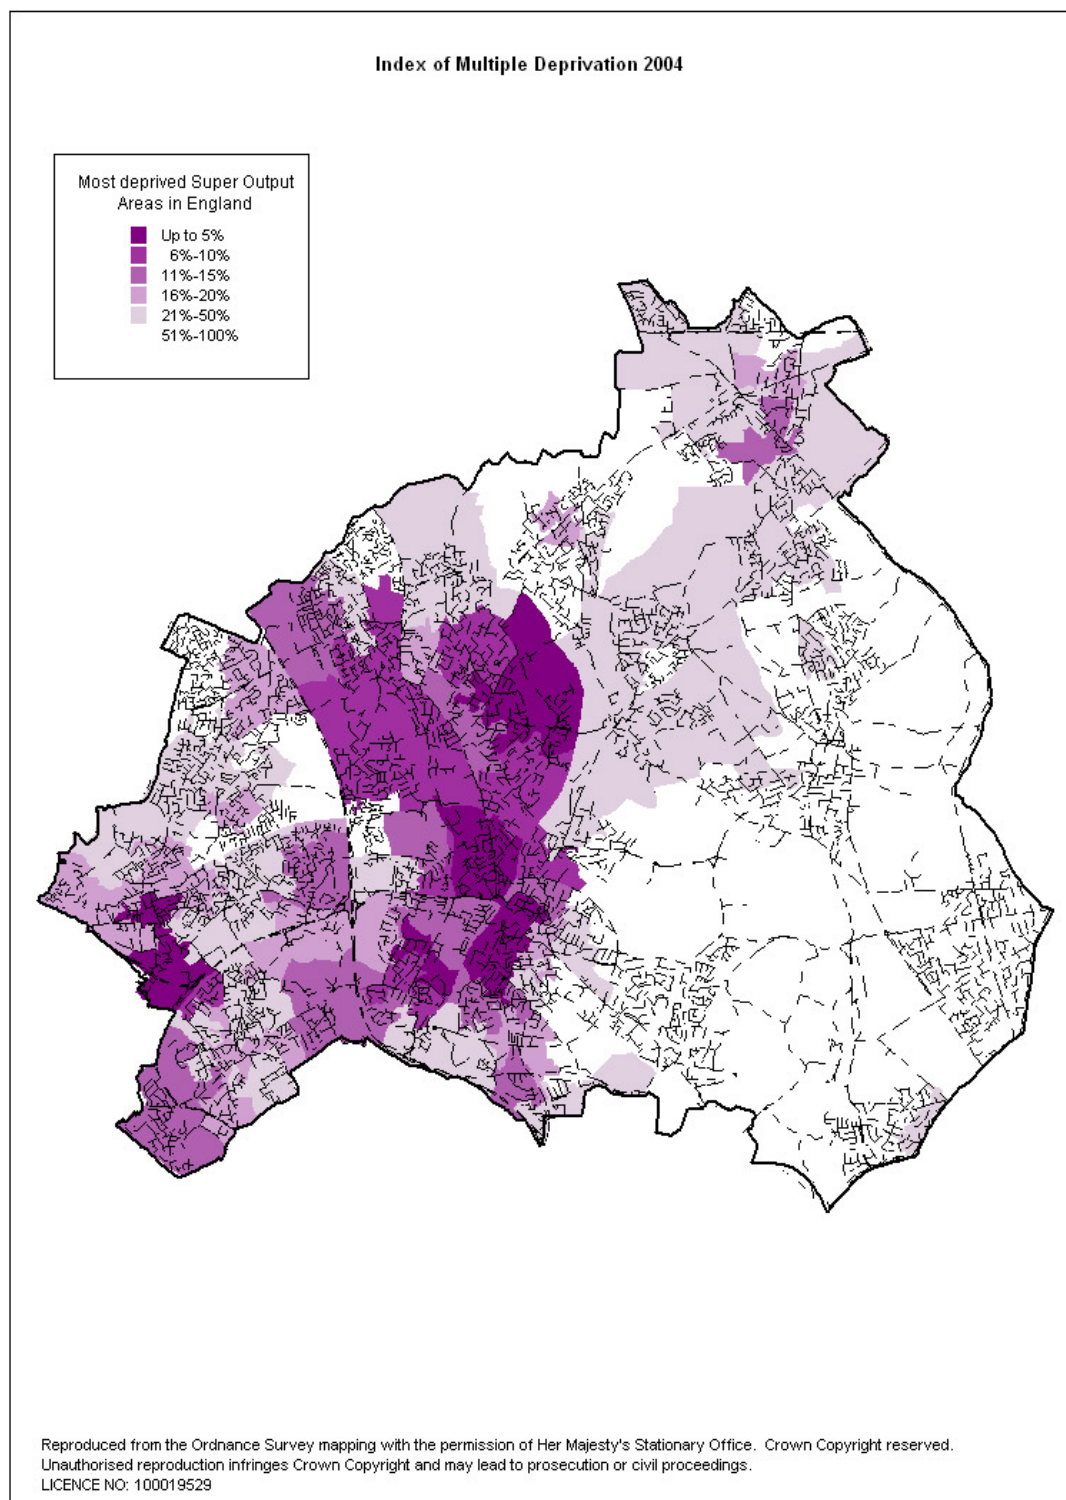 Index of Multiple Deprivation 2004
Most deprived Super Output
Areas in England
Up to 5%
6%-10%
11%-15%
16%-20%
21%-50%
51%-100%
Reproduced from the Ordnance Survey mapping with the permission of Her Majesty's Stationary Office. Crown Copyright reserved.
Unauthorised reproduction infringes Crown Copyright and may lead to prosecution or civil proceedings.
LICENCE NO: 100019529